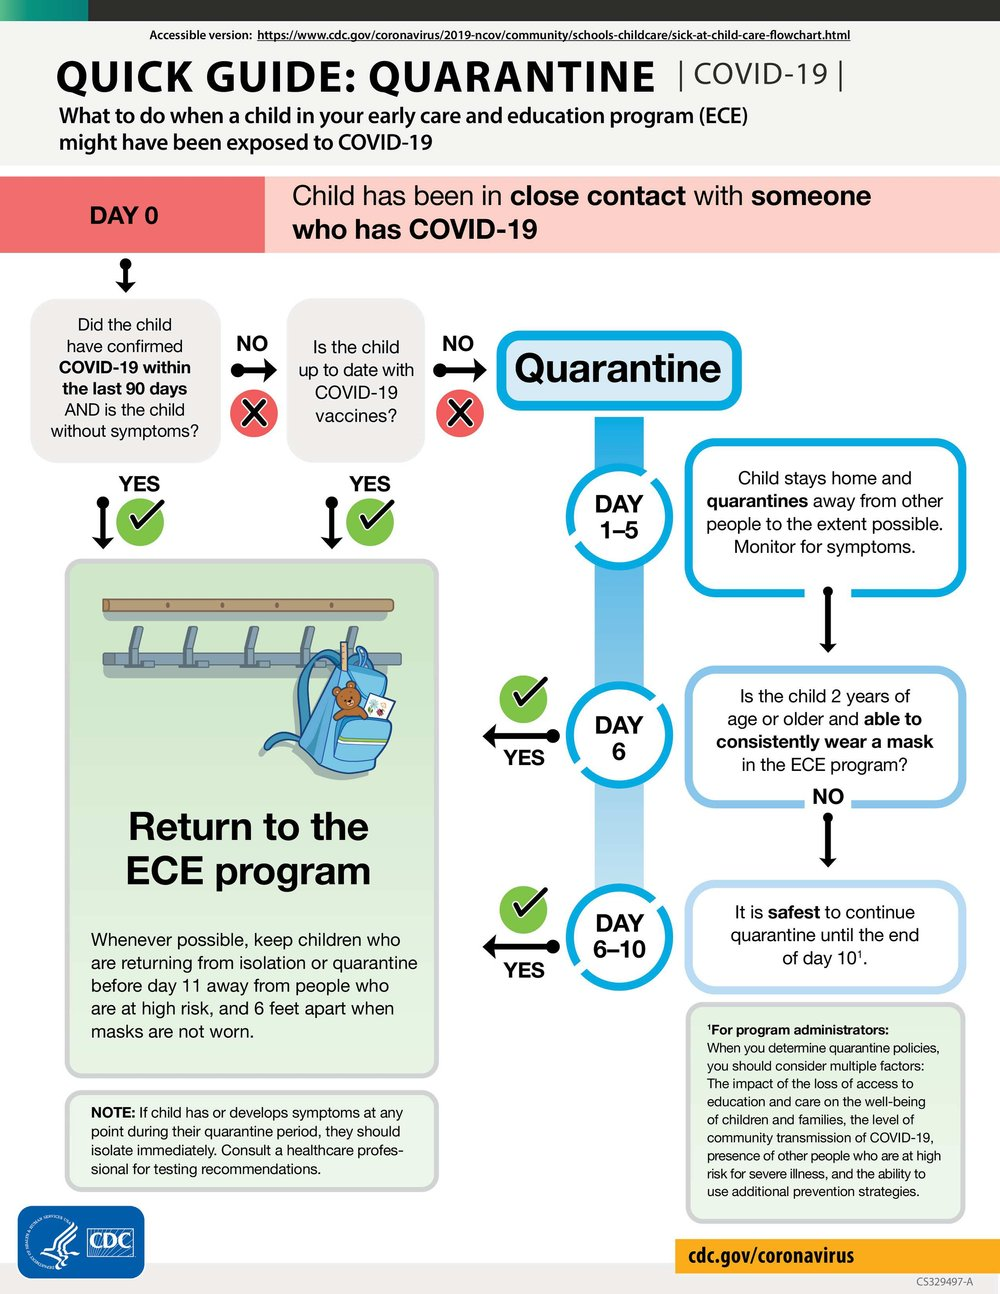 Accessible version: https://www.cdc.gov/coronavirus/2019-ncov/community/schools-childcare/sick-at-child-care-flowchart.html
QUICK GUIDE: QUARANTINE | COVID-19 |
What to do when a child in your early care and education program (ECE)
might have been exposed to COVID-19
DAY 0
Child has been in close contact with someone
who has COVID-19
Did the child
have confirmed
COVID-19 within
the last 90 days
AND is the child
without symptoms?
NO
Is the child
up to date with
COVID-19
vaccines?
NO
Quarantine
YES
YES
DAY
1–5
Child stays home and
quarantines away from other
people to the extent possible.
Monitor for symptoms.
YES
DAY
6
Is the child 2 years of
age or older and able to
consistently wear a mask
in the ECE program?
NO
YES
DAY
6–10
It is safest to continue
quarantine until the end
of day 10¹.
Return to the
ECE program
Whenever possible, keep children who
are returning from isolation or quarantine
before day 11 away from people who
are at high risk, and 6 feet apart when
masks are not worn.
NOTE: If child has or develops symptoms at any
point during their quarantine period, they should
isolate immediately. Consult a healthcare profes-
sional for testing recommendations.
¹For program administrators:
When you determine quarantine policies,
you should consider multiple factors:
The impact of the loss of access to
education and care on the well-being
of children and families, the level of
community transmission of COVID-19,
presence of other people who are at high
risk for severe illness, and the ability to
use additional prevention strategies.
DEPARTMENT OF HEALTH & HUMAN SERVICES USA
CDC
cdc.gov/coronavirus
CS329497-A